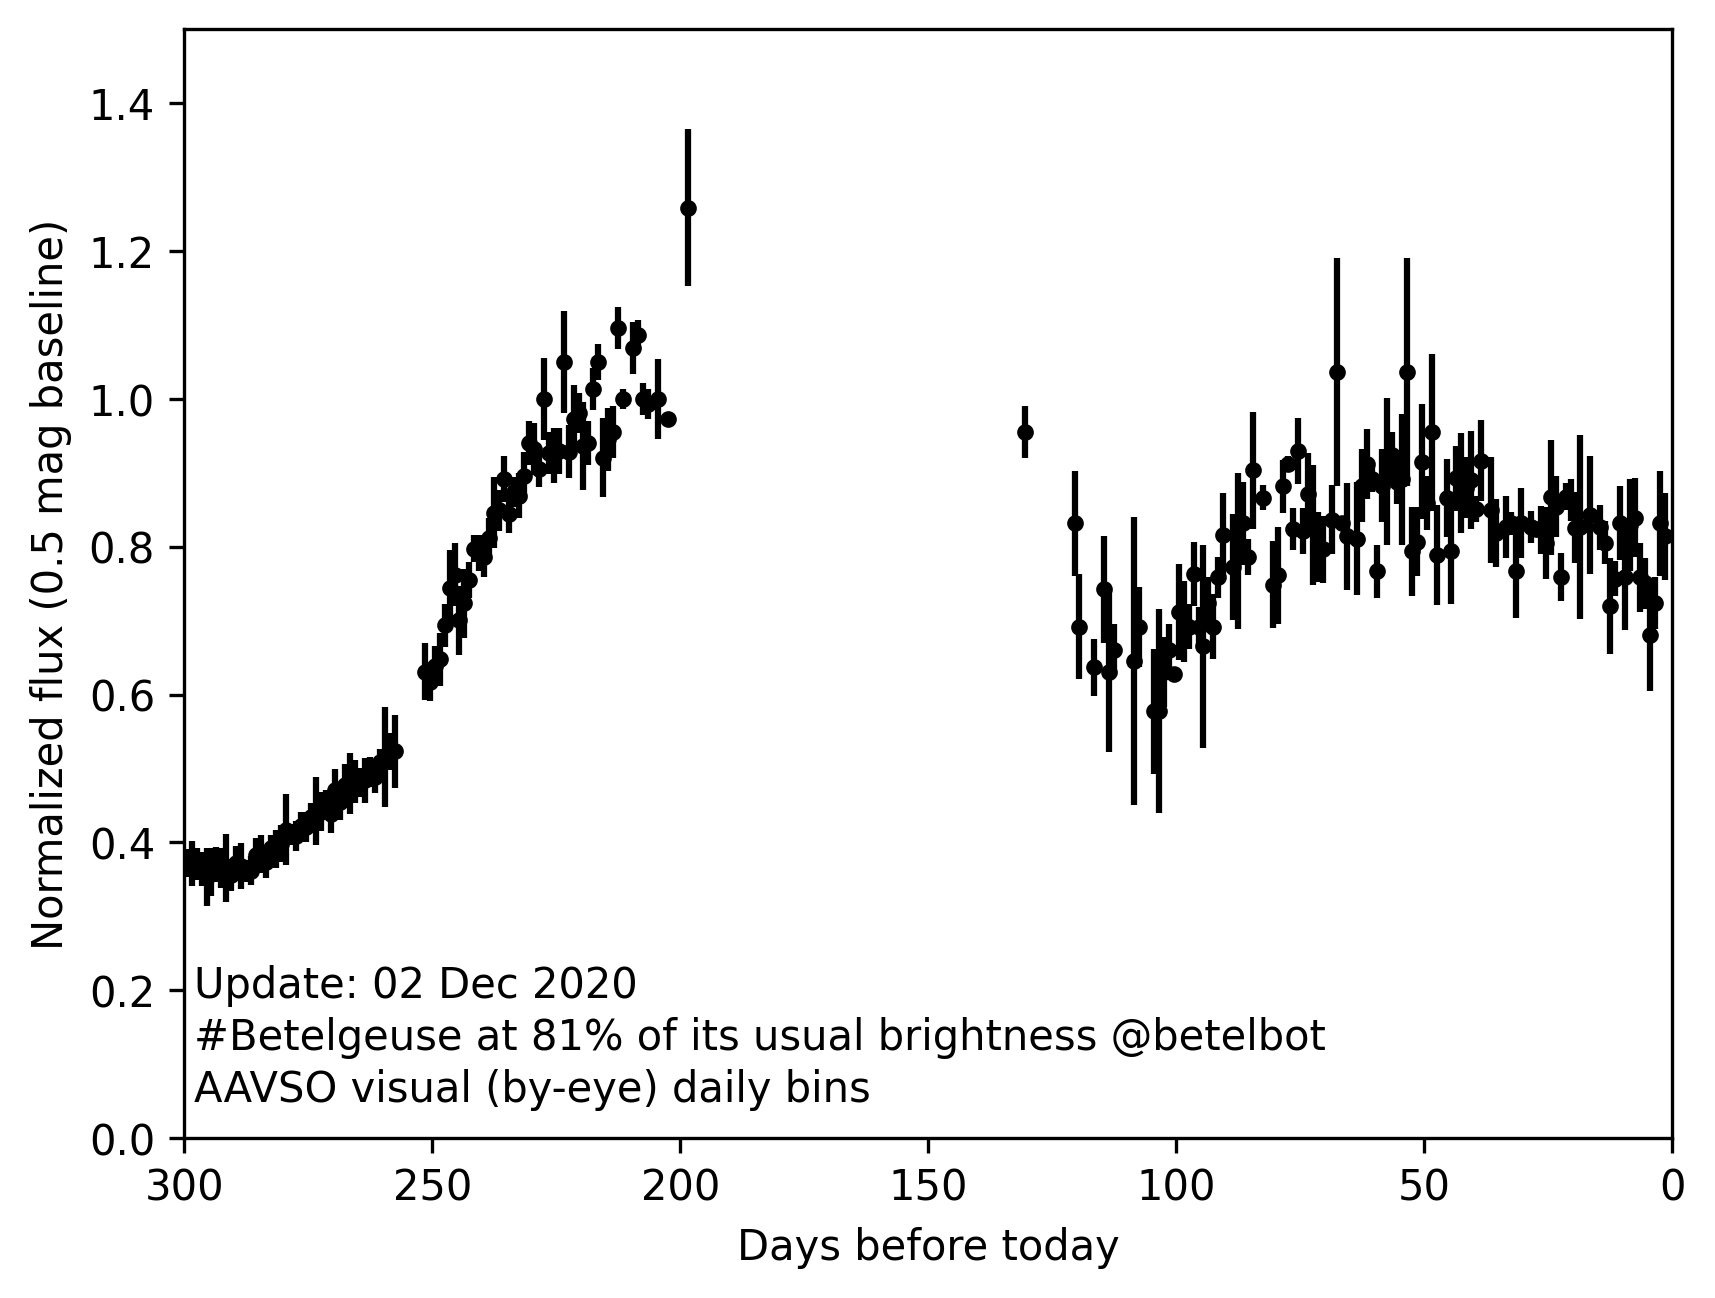 1.4
1.2
1.0
0.8
0.6
0.4
0.2
0.0
Normalized flux (0.5 mag baseline)
Update: 02 Dec 2020
#Betelgeuse at 81% of its usual brightness @betelbot
AAVSO visual (by-eye) daily bins
300 250 200 150 100 50 0
Days before today